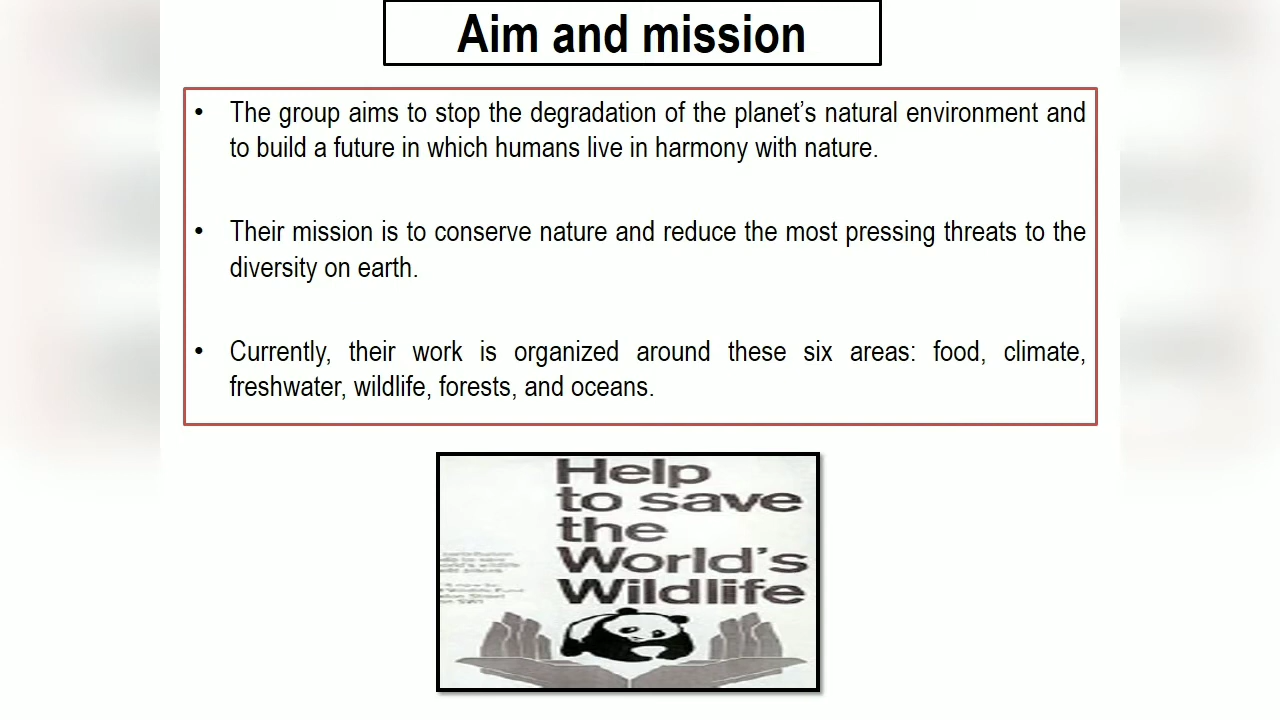 Aim and mission
• The group aims to stop the degradation of the planet’s natural environment and
to build a future in which humans live in harmony with nature.
• Their mission is to conserve nature and reduce the most pressing threats to the
diversity on earth.
• Currently, their work is organized around these six areas: food, climate,
freshwater, wildlife, forests, and oceans.
Help
to save
the
World's
Wildlife